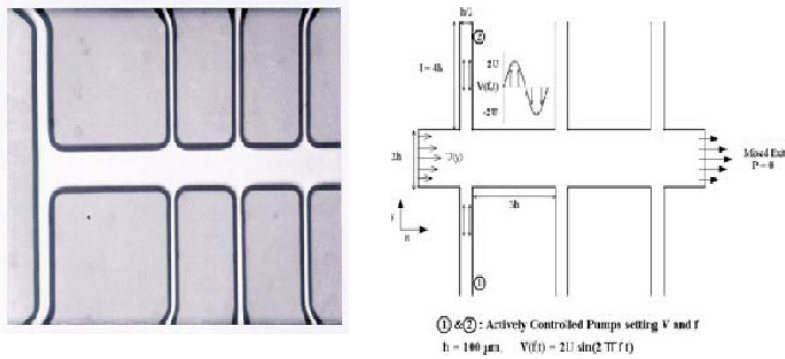 h/2
②
l = 4h
2U
V(f,t)
-2U
2h
U(y)
Mixed Exit
P = 0
3h
x
①
① & ② : Actively Controlled Pumps setting V and f
h = 100 μm, V(f,t) = 2U sin(2 π f t)